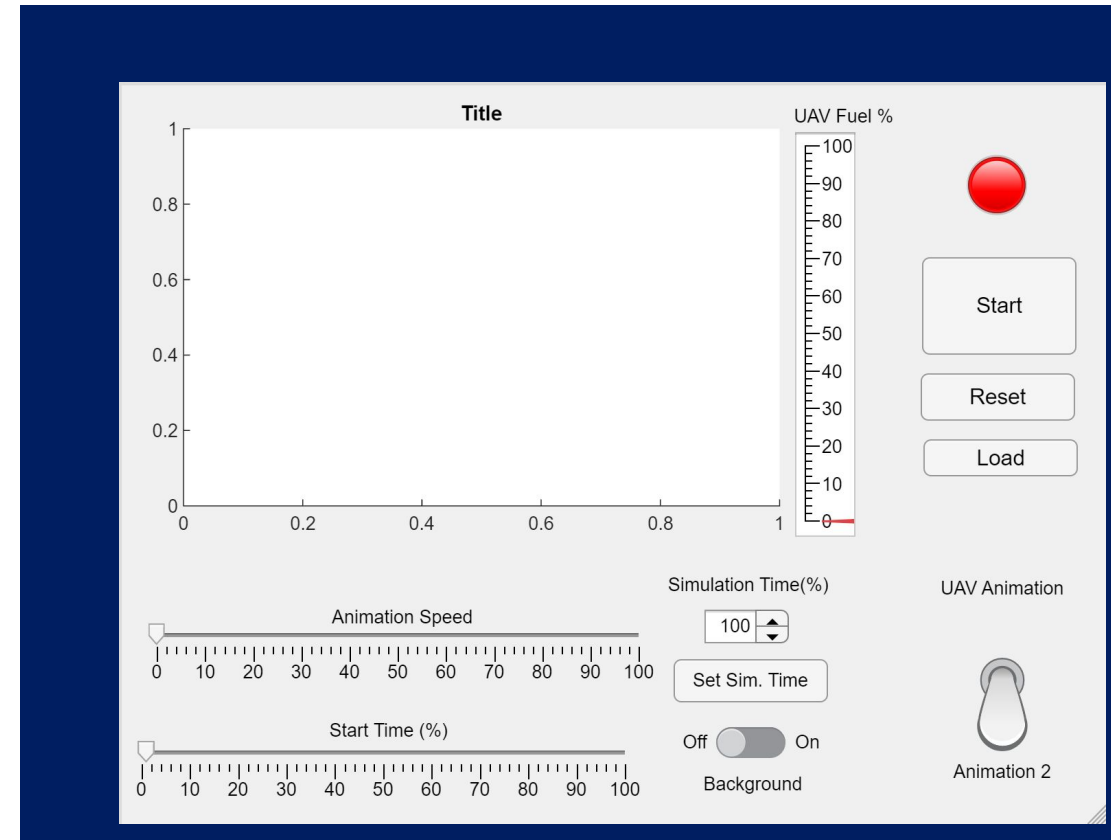 Title
UAV Fuel %
1
0.8
0.6
0.4
0.2
0
0 0.2 0.4 0.6 0.8 1
100
90
80
70
60
50
40
30
20
10
0
Start
Reset
Load
Simulation Time(%)
UAV Animation
Animation Speed
100
0 10 20 30 40 50 60 70 80 90 100
Set Sim. Time
Start Time (%)
Off On
0 10 20 30 40 50 60 70 80 90 100
Background
Animation 2